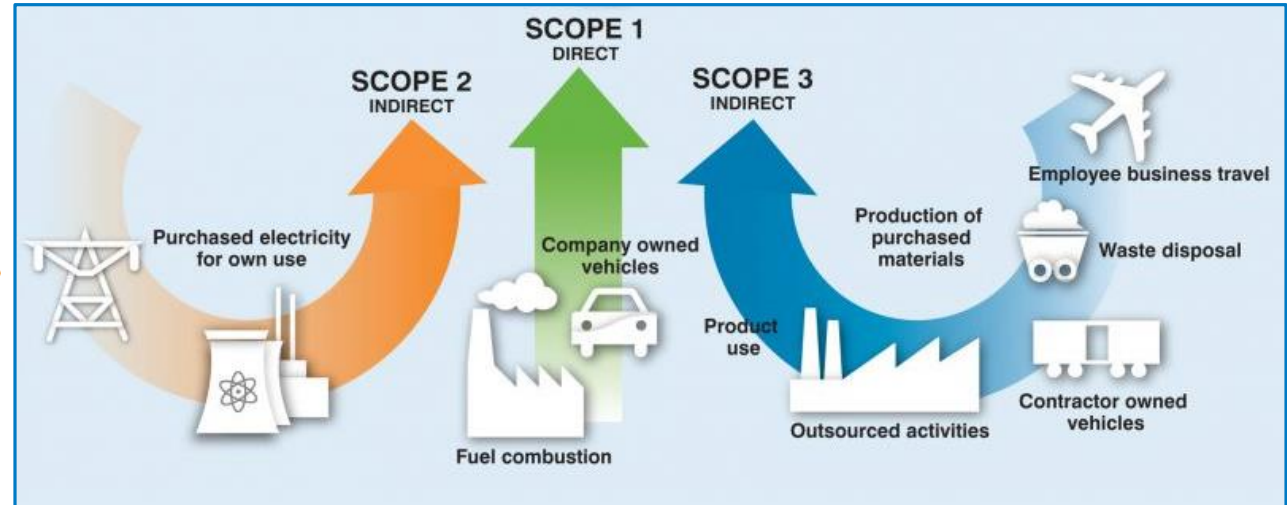 SCOPE 1
DIRECT
SCOPE 2
INDIRECT
SCOPE 3
INDIRECT
Employee business travel
Purchased electricity
for own use
Company owned
vehicles
Production of
purchased
materials
Waste disposal
Product
use
Contractor owned
vehicles
Outsourced activities
Fuel combustion